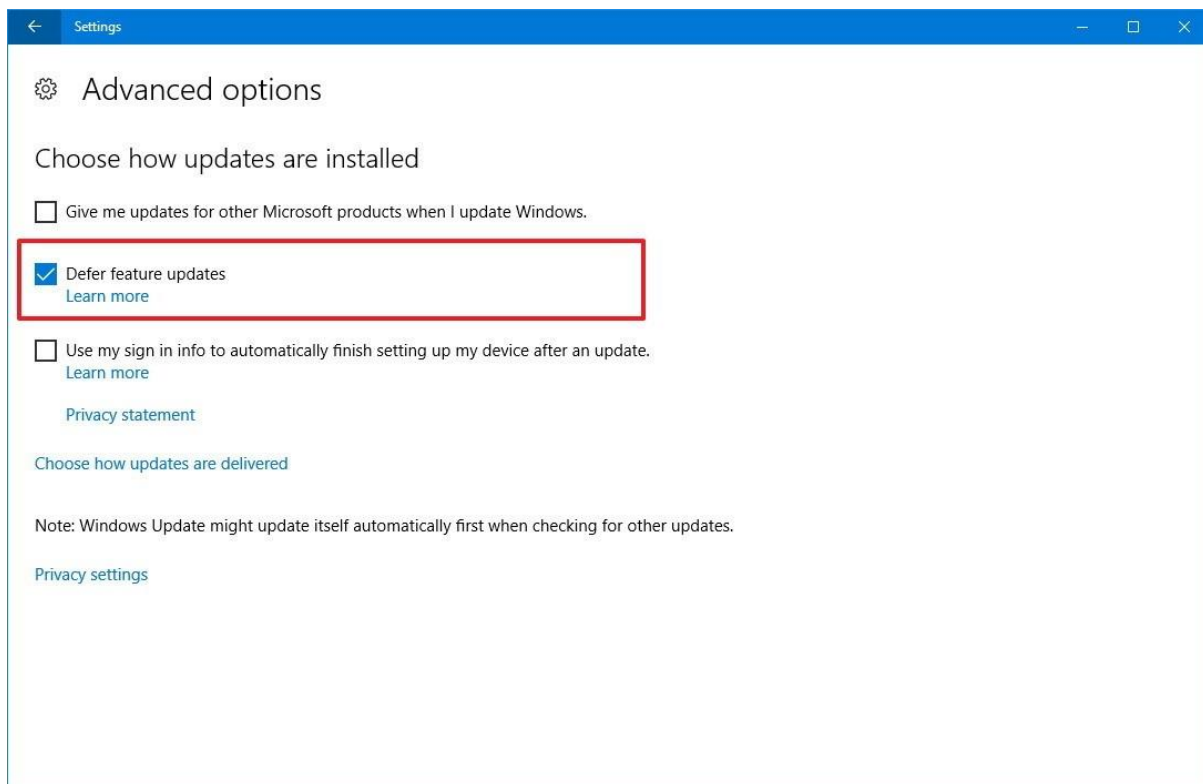 Settings
Advanced options
Choose how updates are installed
Give me updates for other Microsoft products when I update Windows.
Defer feature updates
Learn more
Use my sign in info to automatically finish setting up my device after an update.
Learn more
Privacy statement
Choose how updates are delivered
Note: Windows Update might update itself automatically first when checking for other updates.
Privacy settings